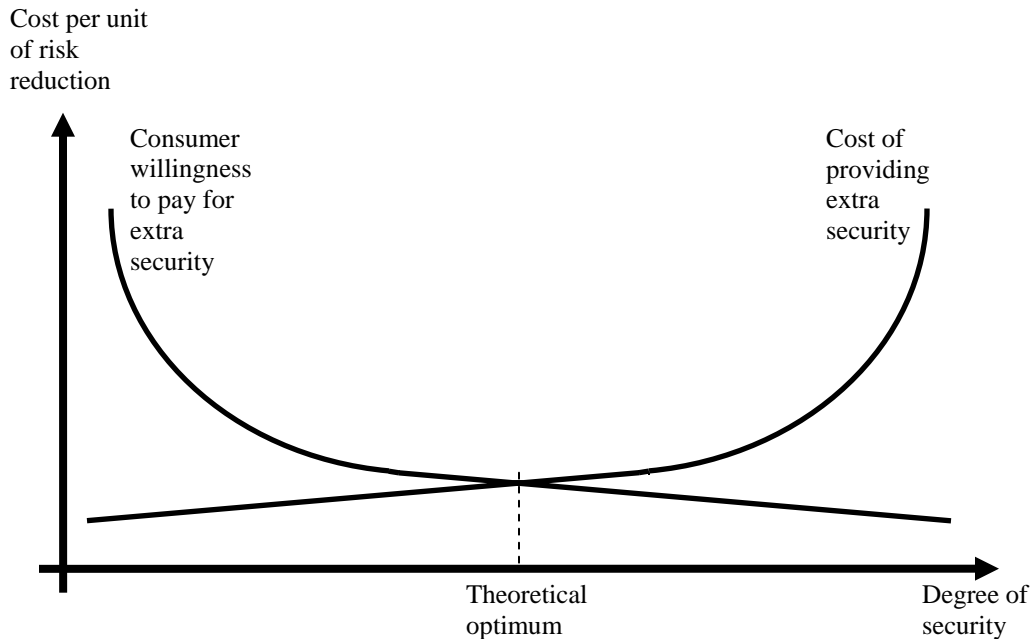 Cost per unit
of risk
reduction
Consumer
willingness
to pay for
extra
security
Cost of
providing
extra
security
Theoretical
optimum
Degree of
security